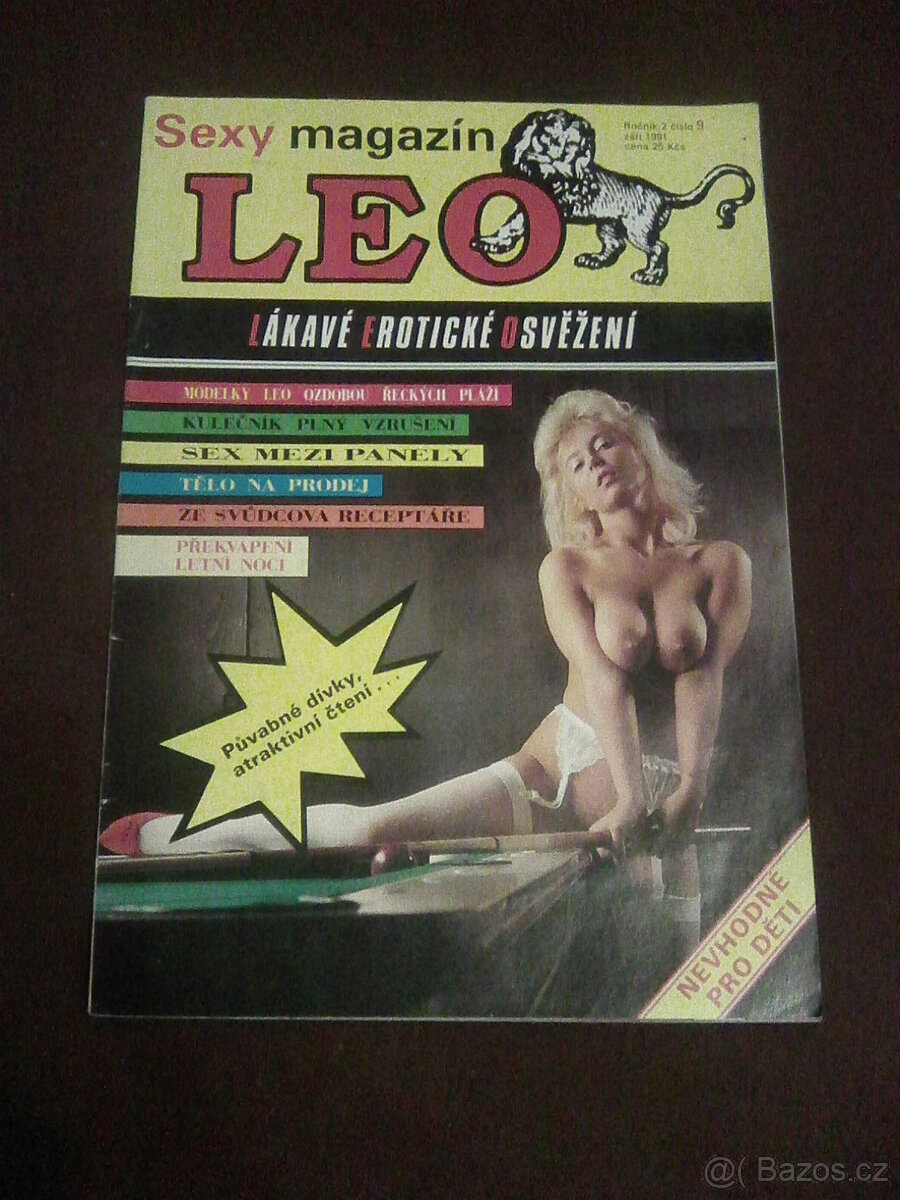 Sexy magazín
Ročník 2 číslo 9
září 1991
cena 25 Kčs
LEO
LÁKAVÉ EROTICKÉ OSVĚŽENÍ
MODELKY LEO OZDOBOU ŘECKÝCH PLÁŽÍ
KULEČNÍK PLNÝ VZRUŠENÍ
SEX MEZI PANELY
TĚLO NA PRODEJ
ZE SVŮDCOVA RECEPTÁŘE
PŘEKVAPENÍ
LETNÍ NOCI
Půvabné dívky,
atraktivní čtení . . .
NEVHODNÉ
PRO DĚTI
@( Bazos.cz